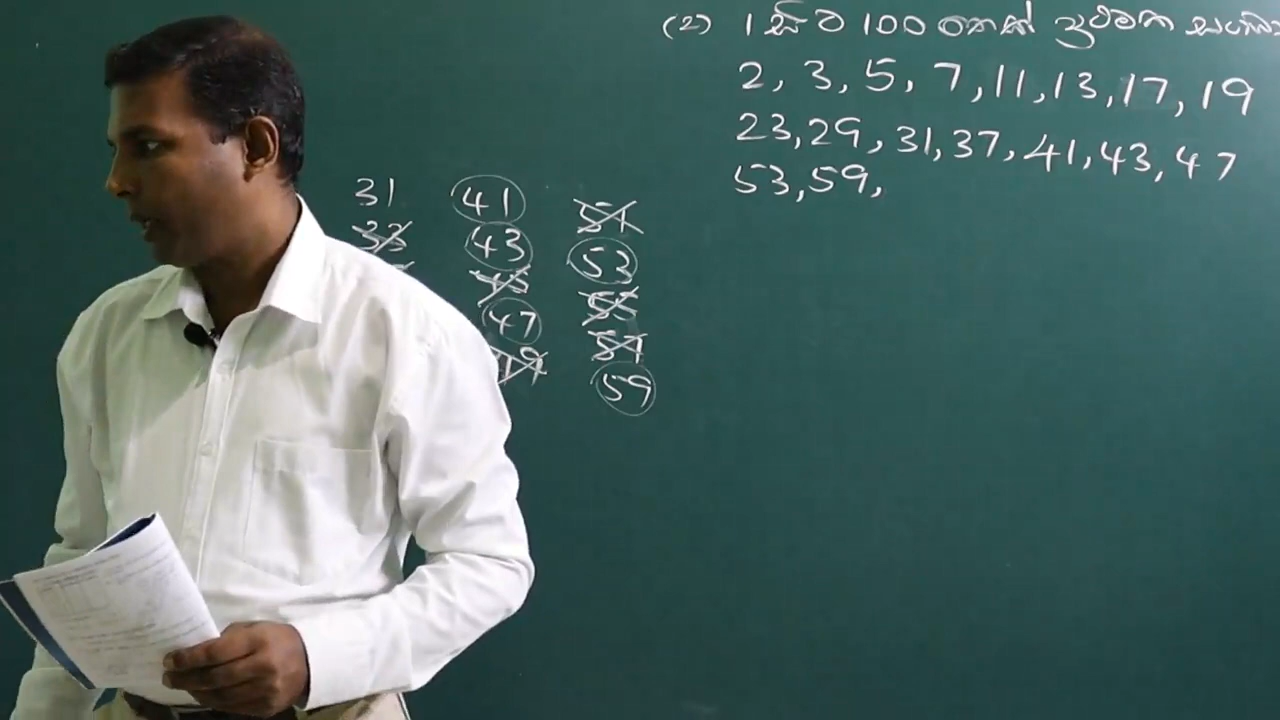 (2) 1 සිට 100 තෙක් ප්‍රථමක
2, 3, 5, 7, 11, 13, 17, 19
23, 29, 31, 37, 41, 43, 47
53, 59,
31 41 51
33 43 53
45 55
47 57
49 59